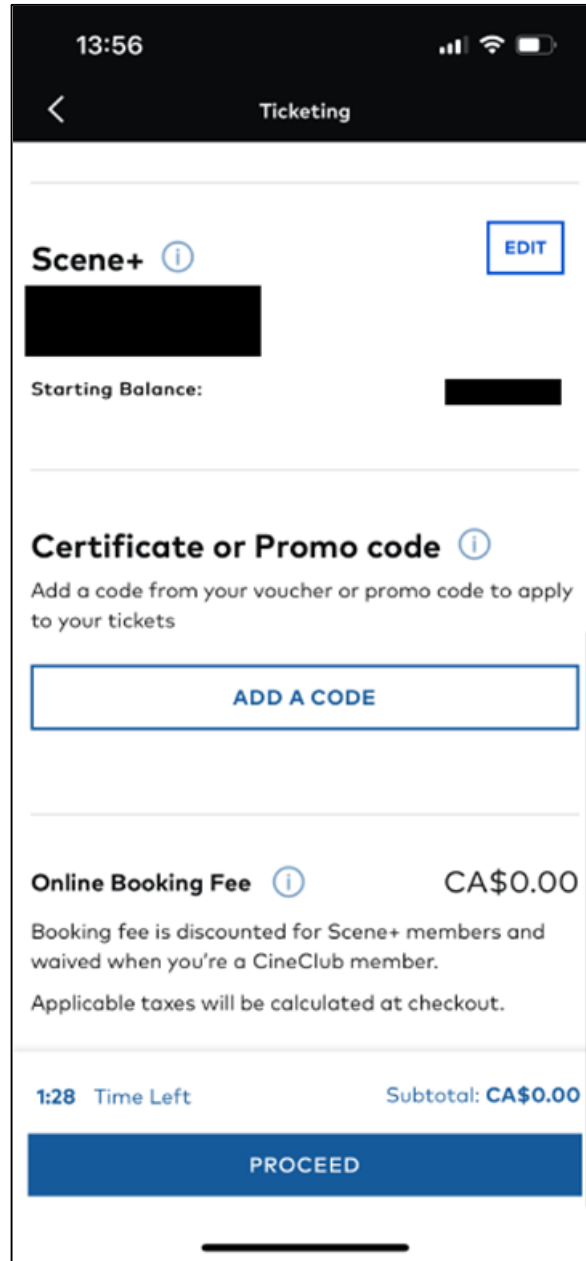 13:56
Ticketing
Scene+
EDIT
Starting Balance:
Certificate or Promo code
Add a code from your voucher or promo code to apply
to your tickets
ADD A CODE
Online Booking Fee CA$0.00
Booking fee is discounted for Scene+ members and
waived when you're a CineClub member.
Applicable taxes will be calculated at checkout.
1:28 Time Left Subtotal: CA$0.00
PROCEED